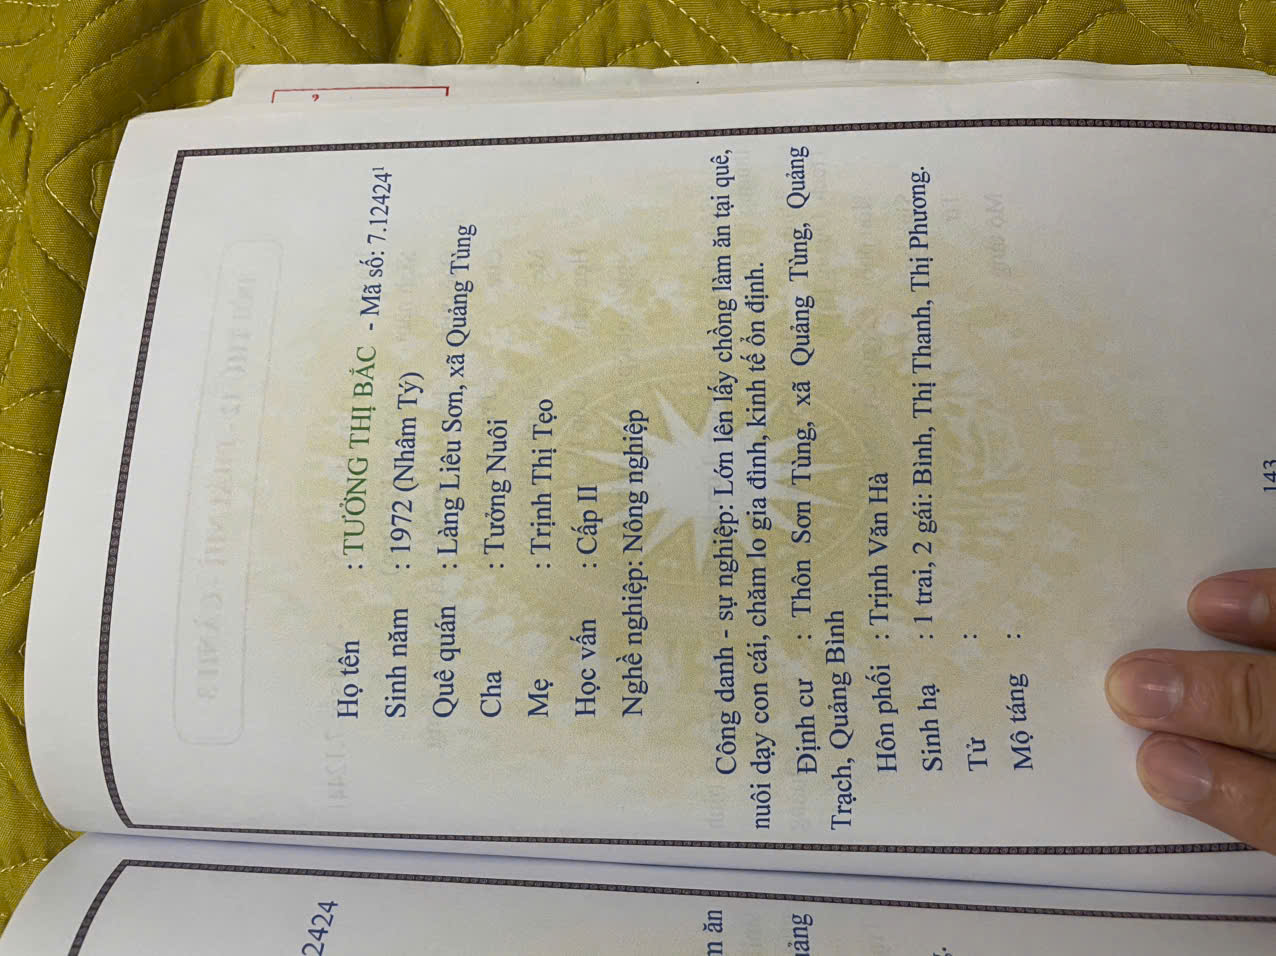 Họ tên : TƯỞNG THỊ BẮC - Mã số: 7.12424¹
Sinh năm : 1972 (Nhâm Tý)
Quê quán : Làng Liêu Sơn, xã Quảng Tùng
Cha : Tưởng Nuôi
Mẹ : Trịnh Thị Tẹo
Học vấn : Cấp II
Nghề nghiệp: Nông nghiệp
Công danh - sự nghiệp: Lớn lên lấy chồng làm ăn tại quê,
nuôi dạy con cái, chăm lo gia đình, kinh tế ổn định.
Định cư : Thôn Sơn Tùng, xã Quảng Tùng, Quảng
Trạch, Quảng Bình
Hôn phối : Trịnh Văn Hà
Sinh hạ : 1 trai, 2 gái: Bình, Thị Thanh, Thị Phương.
Tử :
Mộ táng :
143
2424
n ăn